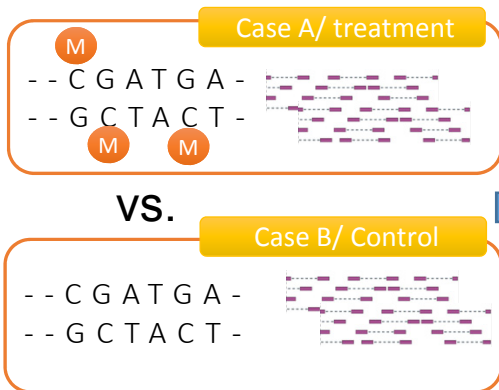 Case A/ treatment
M
- - C G A T G A -
- - G C T A C T -
M M
vs.
Case B/ Control
- - C G A T G A -
- - G C T A C T -